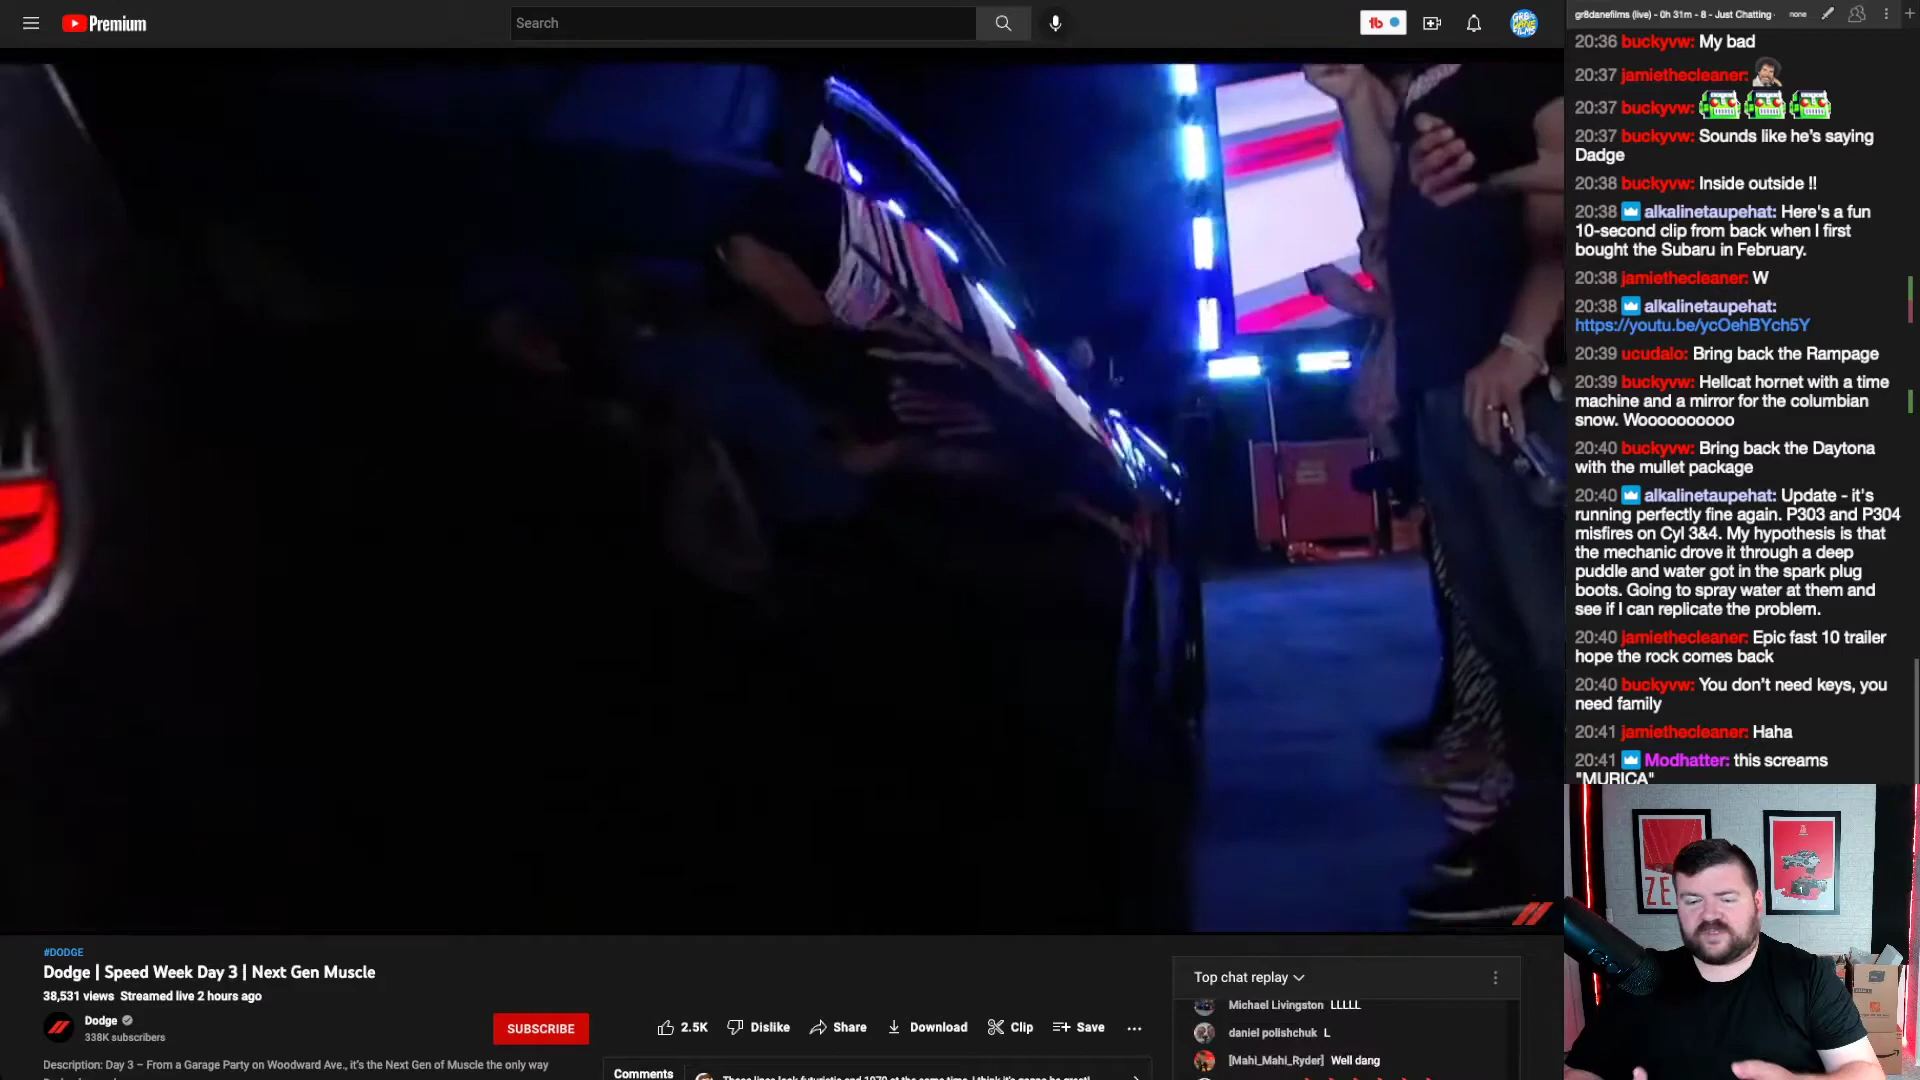 Premium
Search
gr8danefilms (live) - 0h 31m - 8 - Just Chatting
none
20:36 buckyvw: My bad
20:37 jamiethecleaner:
20:37 buckyvw:
20:37 buckyvw: Sounds like he's saying
Dadge
20:38 buckyvw: Inside outside !!
20:38 alkalinetaupehat: Here's a fun
10-second clip from back when I first
bought the Subaru in February.
20:38 jamiethecleaner: W
20:38 alkalinetaupehat:
https://youtu.be/ycOehBYch5Y
20:39 ucudalo: Bring back the Rampage
20:39 buckyvw: Hellcat hornet with a time
machine and a mirror for the columbian
snow. Woooooooooo
20:40 buckyvw: Bring back the Daytona
with the mullet package
20:40 alkalinetaupehat: Update - it's
running perfectly fine again. P303 and P304
misfires on Cyl 3&4. My hypothesis is that
the mechanic drove it through a deep
puddle and water got in the spark plug
boots. Going to spray water at them and
see if I can replicate the problem.
20:40 jamiethecleaner: Epic fast 10 trailer
hope the rock comes back
20:40 buckyvw: You don't need keys, you
need family
20:41 jamiethecleaner: Haha
20:41 Modhatter: this screams
"MURICA"
ZE
#DODGE
Dodge | Speed Week Day 3 | Next Gen Muscle
38,531 views Streamed live 2 hours ago
Dodge
338K subscribers
SUBSCRIBE
2.5K
Dislike
Share
Download
Clip
Save
Description: Day 3 – From a Garage Party on Woodward Ave., it's the Next Gen of Muscle the only way
Comments
Top chat replay
Michael Livingston LLLLL
daniel polishchuk L
[Mahi_Mahi_Ryder] Well dang